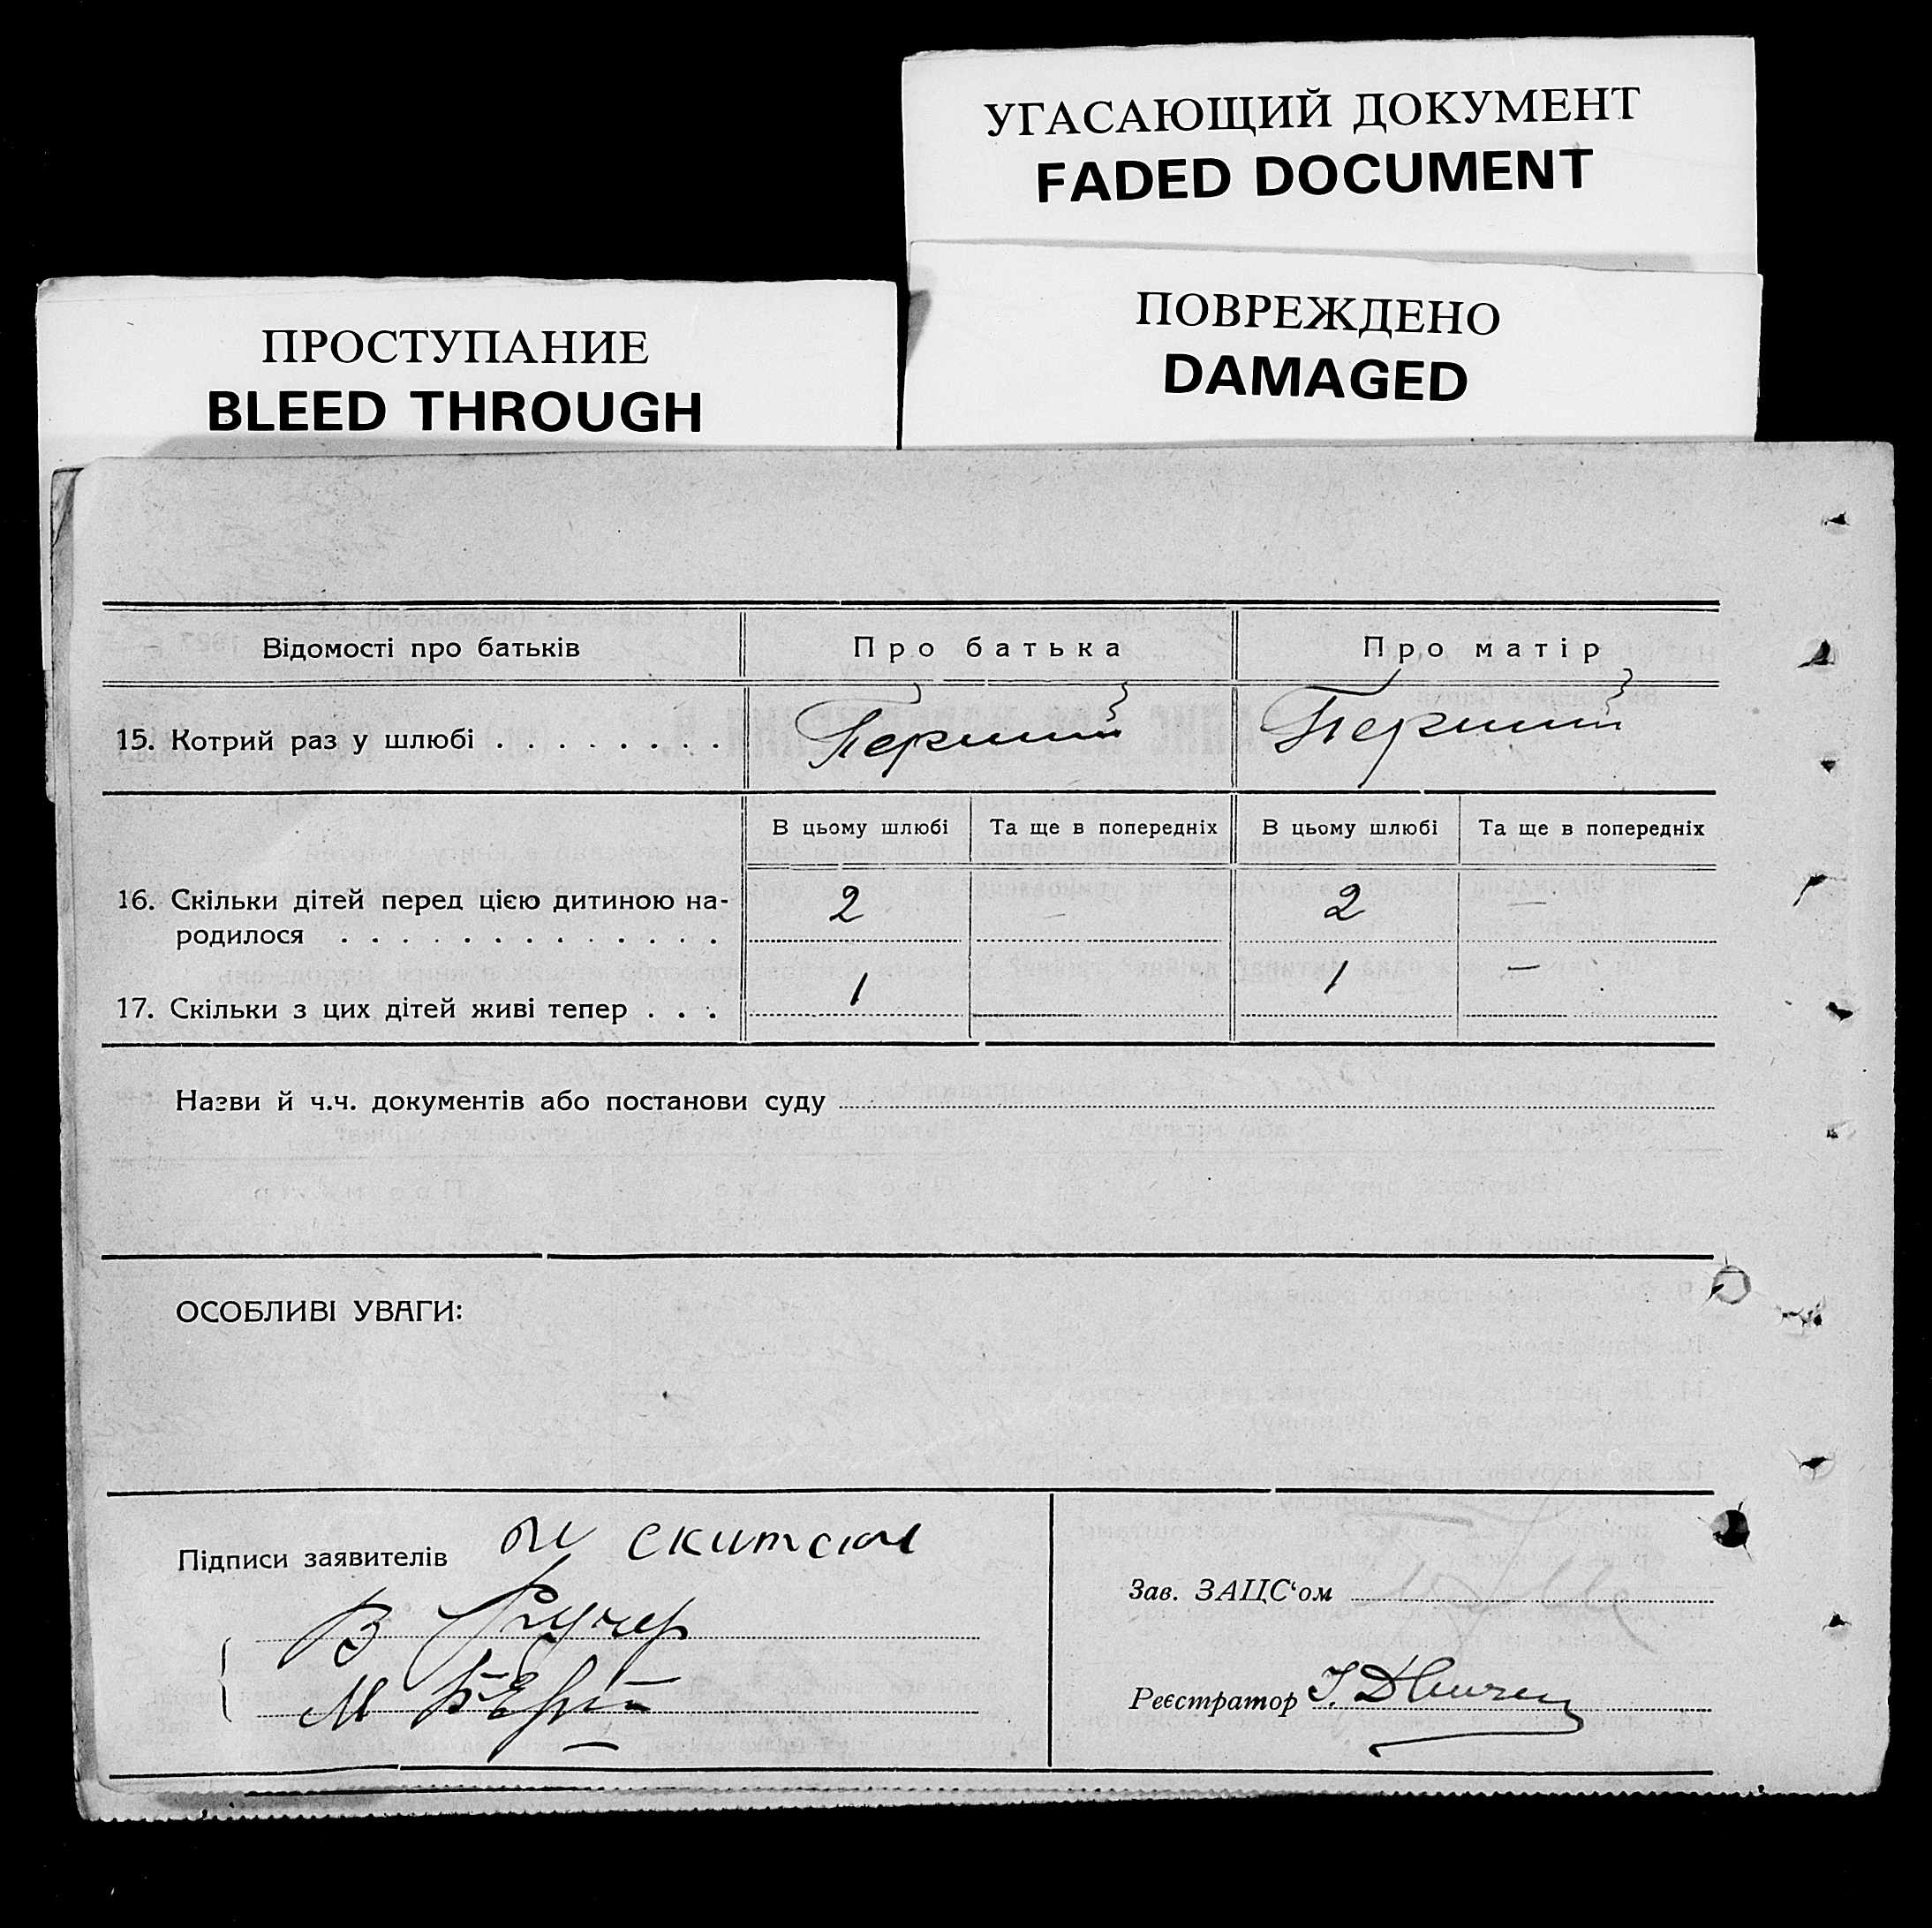 УГАСАЮЩИЙ ДОКУМЕНТ
FADED DOCUMENT
ПОВРЕЖДЕНО
DAMAGED
ПРОСТУПАНИЕ
BLEED THROUGH
Відомості про батьків Про батька Про матір
15. Котрий раз у шлюбі . . . . . . . . Перший Перший
В цьому шлюбі Та ще в попередніх В цьому шлюбі Та ще в попередніх
16. Скільки дітей перед цією дитиною на- 2 — 2 —
родилося . . . . . . . . . . . . .
17. Скільки з цих дітей живі тепер . . . 1 1 —
Назви й ч.ч. документів або постанови суду
ОСОБЛИВІ УВАГИ:
Підписи заявителів
В
М
Зав. ЗАЦС'ом
Реєстратор